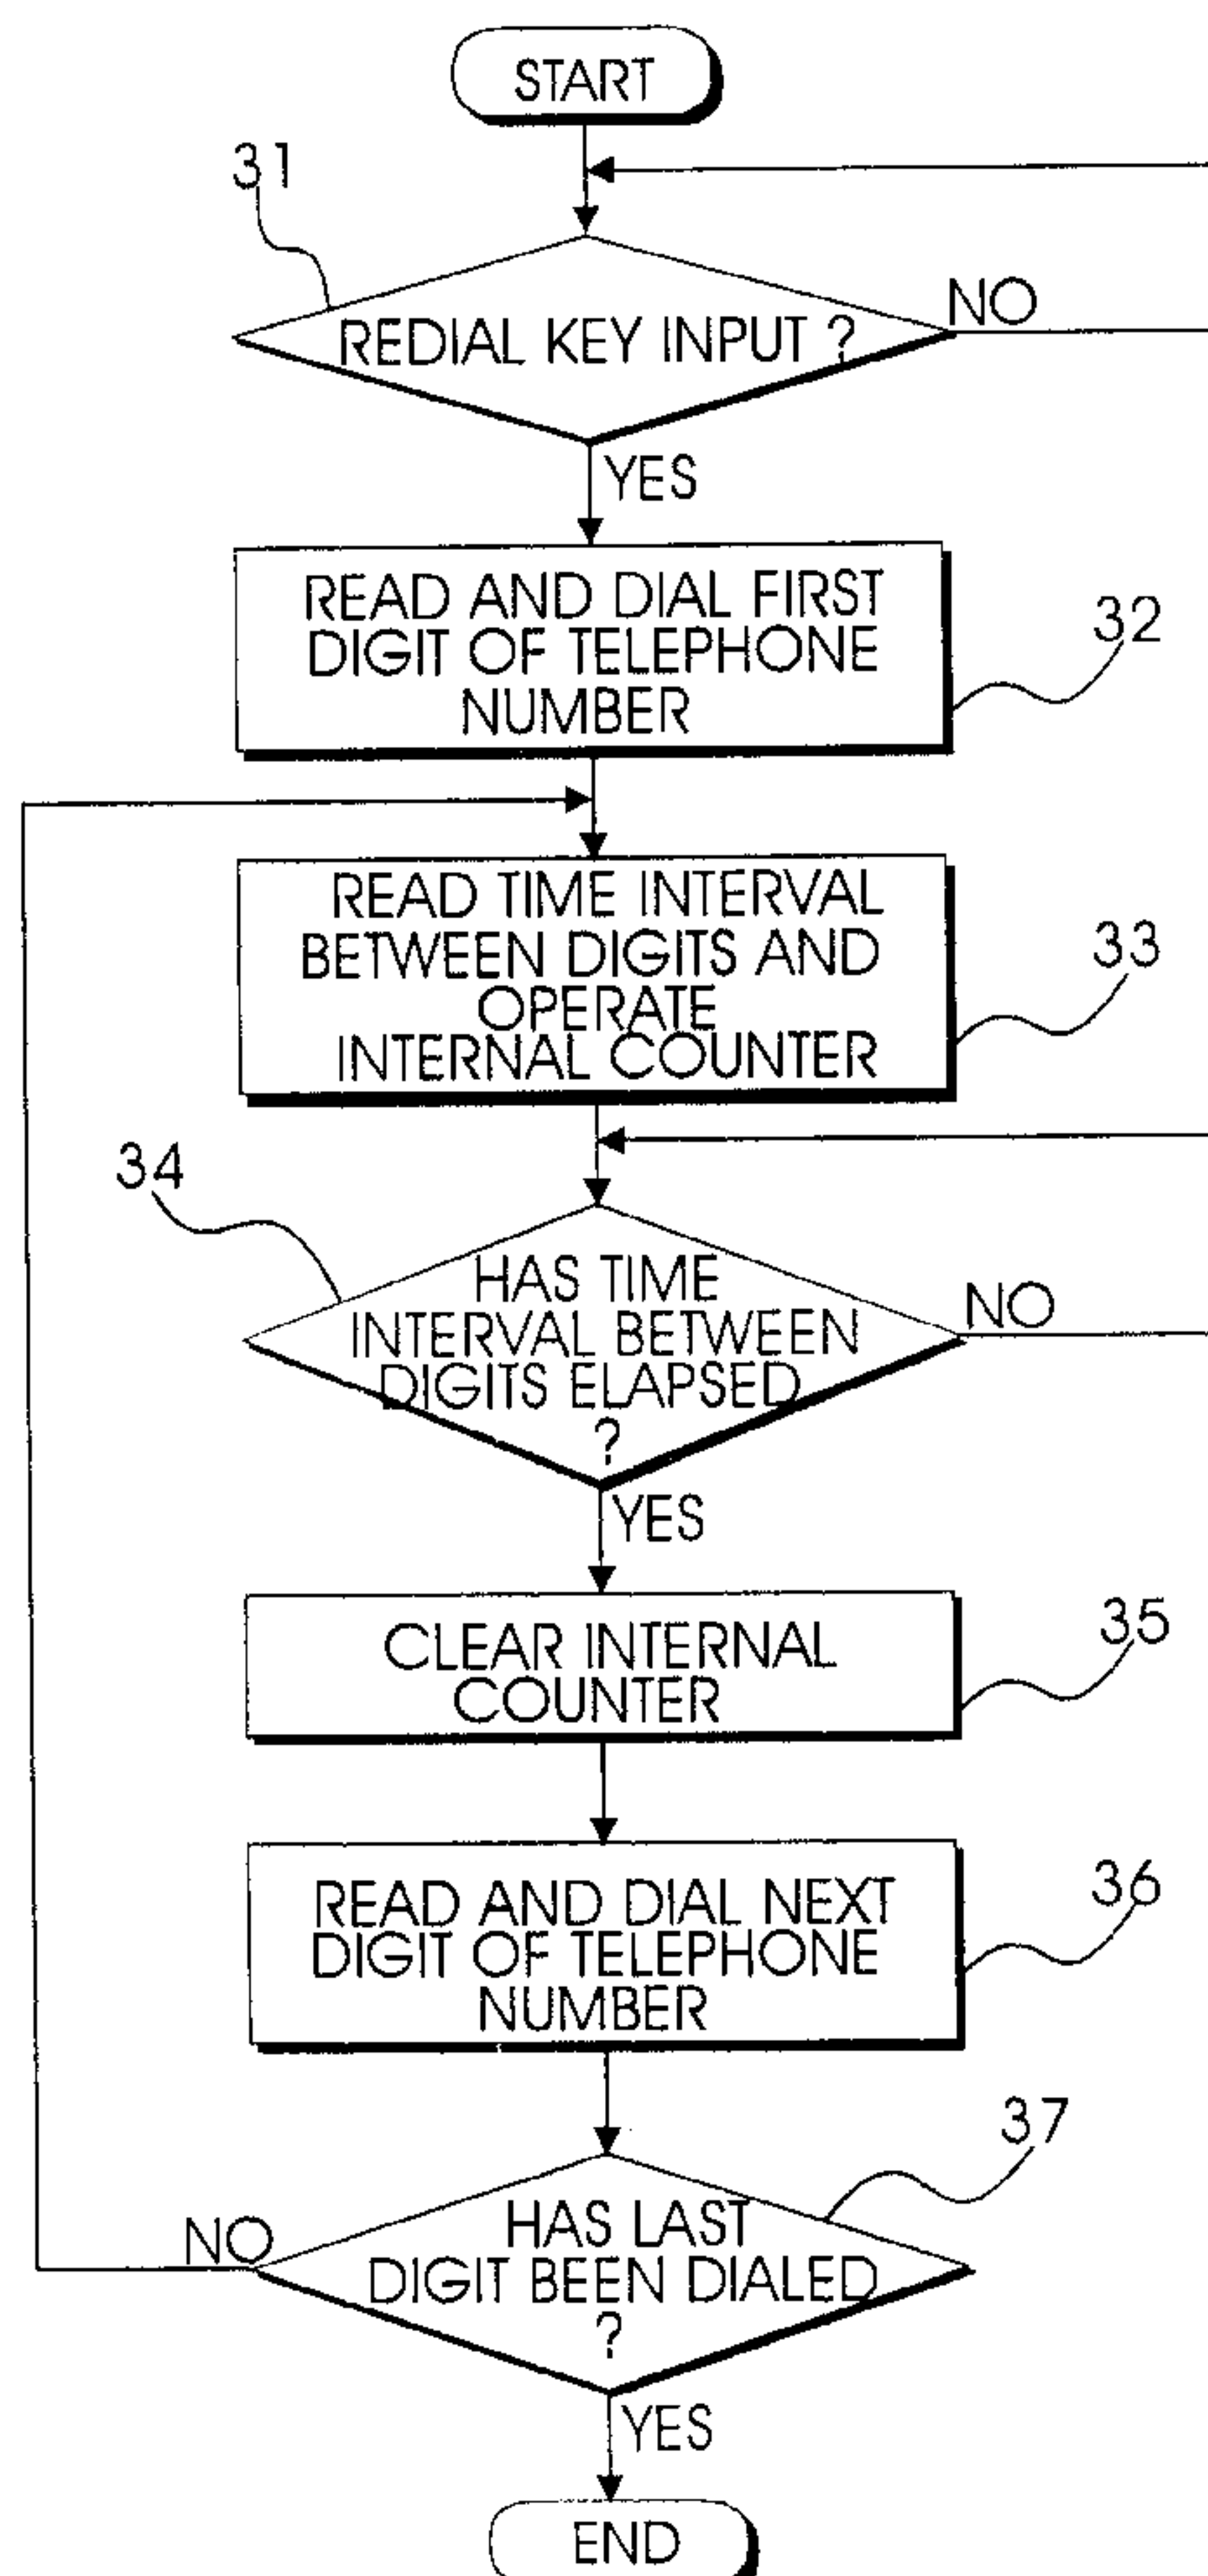 START
31
REDIAL KEY INPUT ?
NO
YES
READ AND DIAL FIRST
DIGIT OF TELEPHONE
NUMBER
32
READ TIME INTERVAL
BETWEEN DIGITS AND
OPERATE
INTERNAL COUNTER
33
34
HAS TIME
INTERVAL BETWEEN
DIGITS ELAPSED
?
NO
YES
CLEAR INTERNAL
COUNTER
35
READ AND DIAL NEXT
DIGIT OF TELEPHONE
NUMBER
36
37
HAS LAST
DIGIT BEEN DIALED
?
NO
YES
END